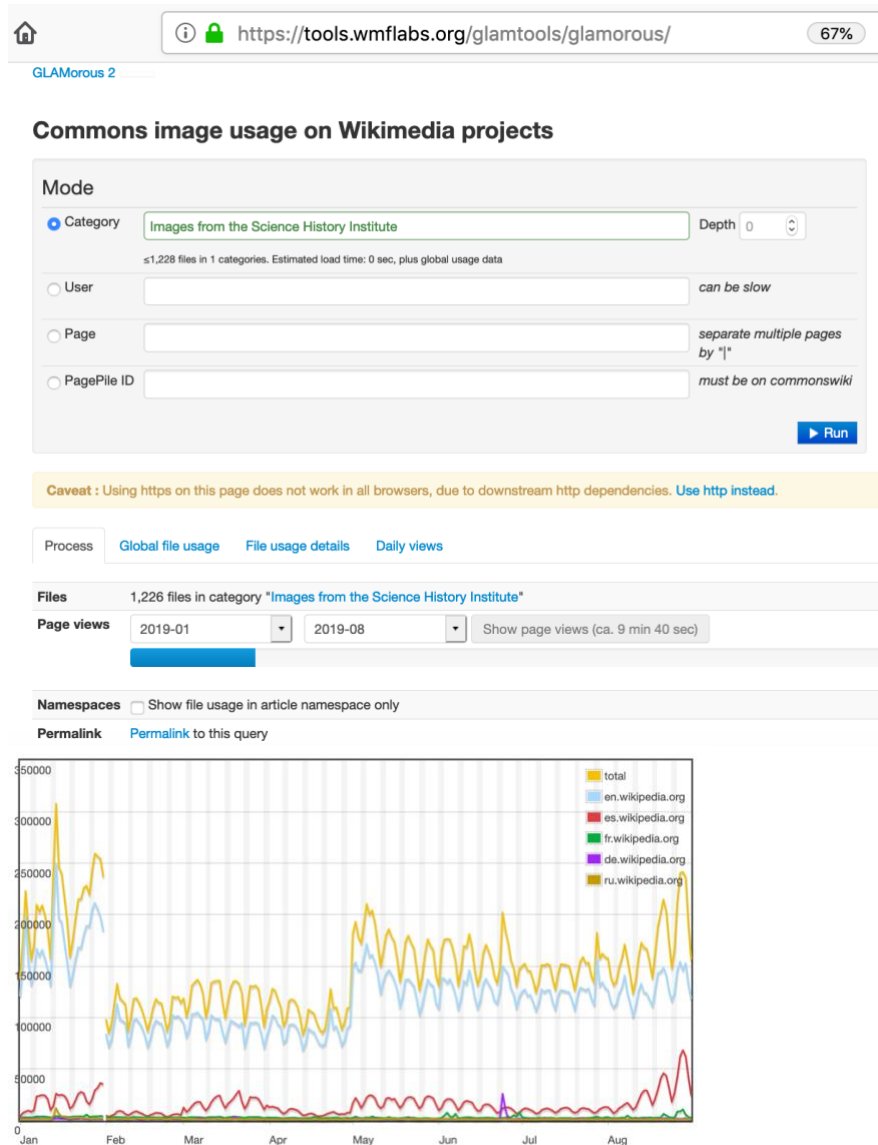 https://tools.wmflabs.org/glamtools/glamorous/ 67%
GLAMorous 2
Commons image usage on Wikimedia projects
Mode
Category Images from the Science History Institute Depth 0
≤1,228 files in 1 categories. Estimated load time: 0 sec, plus global usage data
User can be slow
Page separate multiple pages
by "|"
PagePile ID must be on commonswiki
Run
Caveat : Using https on this page does not work in all browsers, due to downstream http dependencies. Use http instead.
Process Global file usage File usage details Daily views
Files 1,226 files in category "Images from the Science History Institute"
Page views 2019-01 2019-08 Show page views (ca. 9 min 40 sec)
Namespaces Show file usage in article namespace only
Permalink Permalink to this query
350000
total
en.wikipedia.org
300000
es.wikipedia.org
fr.wikipedia.org
de.wikipedia.org
250000
ru.wikipedia.org
200000
150000
100000
50000
0
Jan Feb Mar Apr May Jun Jul Aug